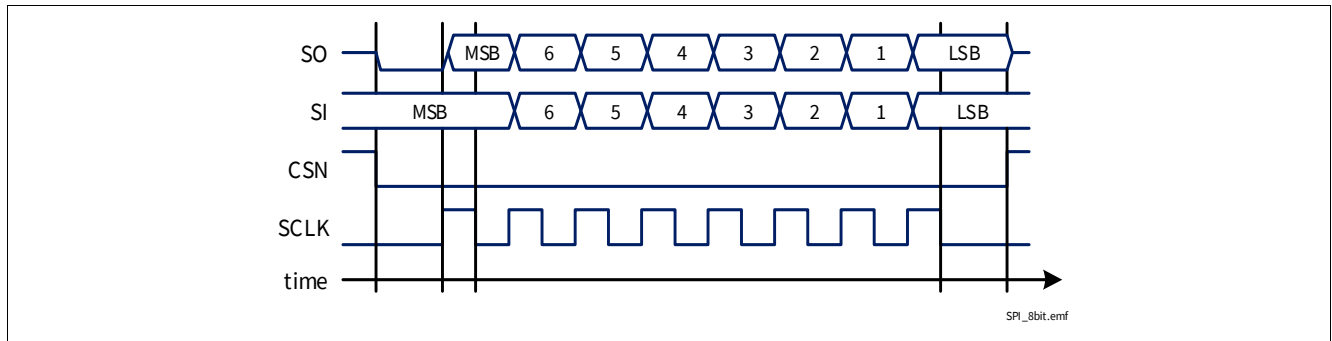 SO MSB 6 5 4 3 2 1 LSB
SI MSB 6 5 4 3 2 1 LSB
CSN
SCLK
time
SPI_8bit.emf